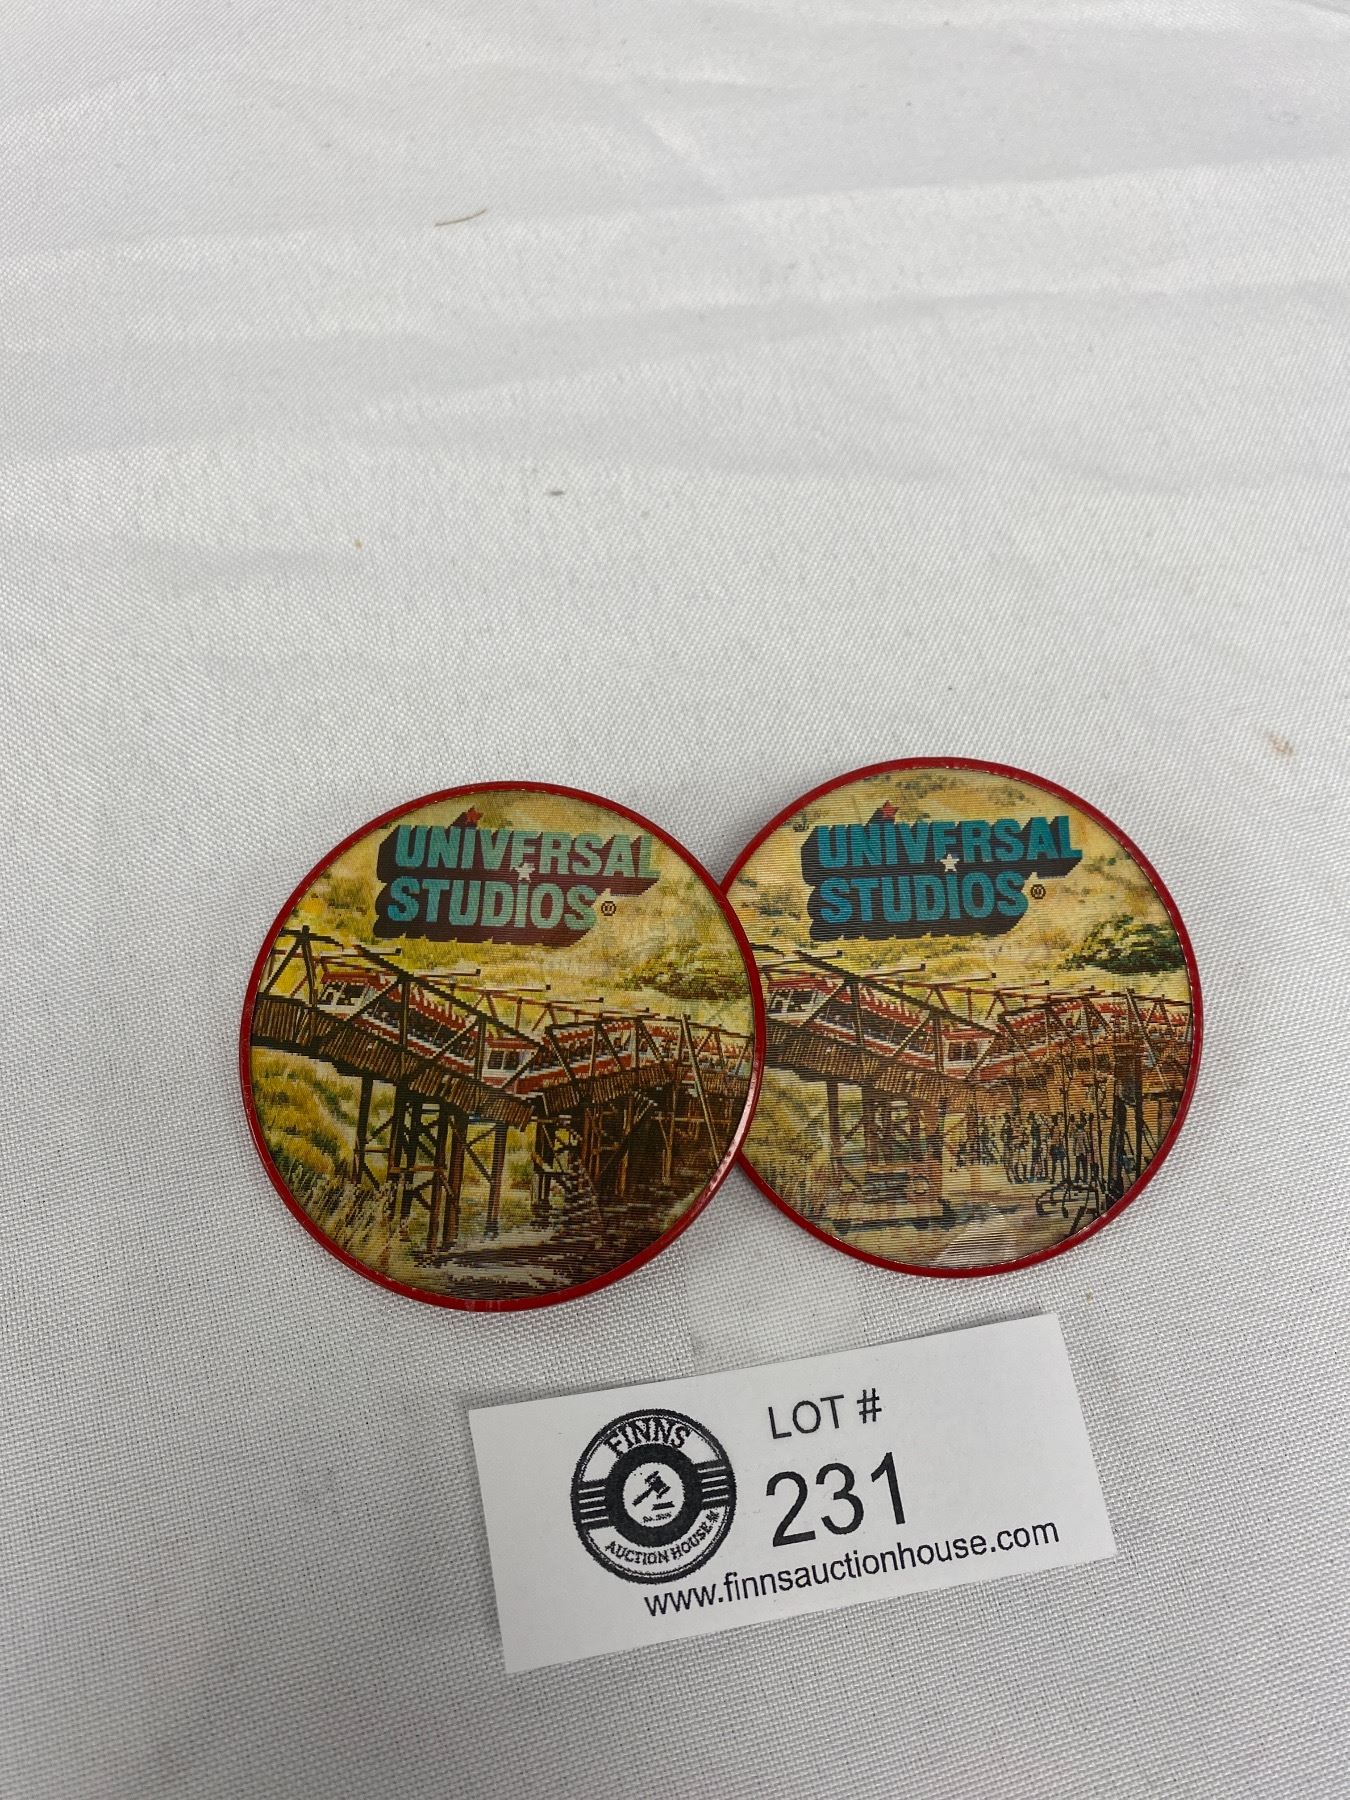 UNIVERSAL
STUDIOS®
UNIVERSAL
STUDIOS®
LOT #
231
FINNS
AUCTION HOUSE
www.finnsauctionhouse.com